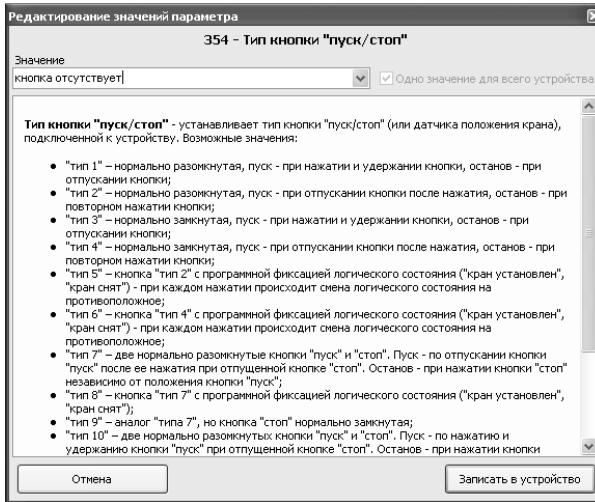 Редактирование значений параметра
354 - Тип кнопки "пуск/стоп"
Значение
кнопка отсутствует
Одно значение для всего устройства
Тип кнопки "пуск/стоп" - устанавливает тип кнопки "пуск/стоп" (или датчика положения крана),
подключенной к устройству. Возможные значения:
• "тип 1" – нормально разомкнутая, пуск - при нажатии и удержании кнопки, останов - при
отпускании кнопки;
• "тип 2" – нормально разомкнутая, пуск - при отпускании кнопки после нажатия, останов - при
повторном нажатии кнопки;
• "тип 3" – нормально замкнутая, пуск - при нажатии и удержании кнопки, останов - при
отпускании кнопки;
• "тип 4" – нормально замкнутая, пуск - при отпускании кнопки после нажатия, останов - при
повторном нажатии кнопки;
• "тип 5" – кнопка "тип 2" с программной фиксацией логического состояния ("кран установлен",
"кран снят") - при каждом нажатии происходит смена логического состояния на
противоположное;
• "тип 6" – кнопка "тип 4" с программной фиксацией логического состояния ("кран установлен",
"кран снят") - при каждом нажатии происходит смена логического состояния на
противоположное;
• "тип 7" – две нормально разомкнутые кнопки "пуск" и "стоп". Пуск - по отпускании кнопки
"пуск" после ее нажатия при отпущенной кнопке "стоп". Останов - при нажатии кнопки "стоп"
независимо от положения кнопки "пуск";
• "тип 8" – кнопка "тип 7" с программной фиксацией логического состояния ("кран установлен",
"кран снят");
• "тип 9" – аналог "типа 7", но кнопка "стоп" нормально замкнутая;
• "тип 10" – две нормально разомкнутых кнопки "пуск" и "стоп". Пуск - по нажатию и
удержанию кнопки "пуск" при отпущенной кнопке "стоп". Останов - при нажатии кнопки
Отмена
Записать в устройство